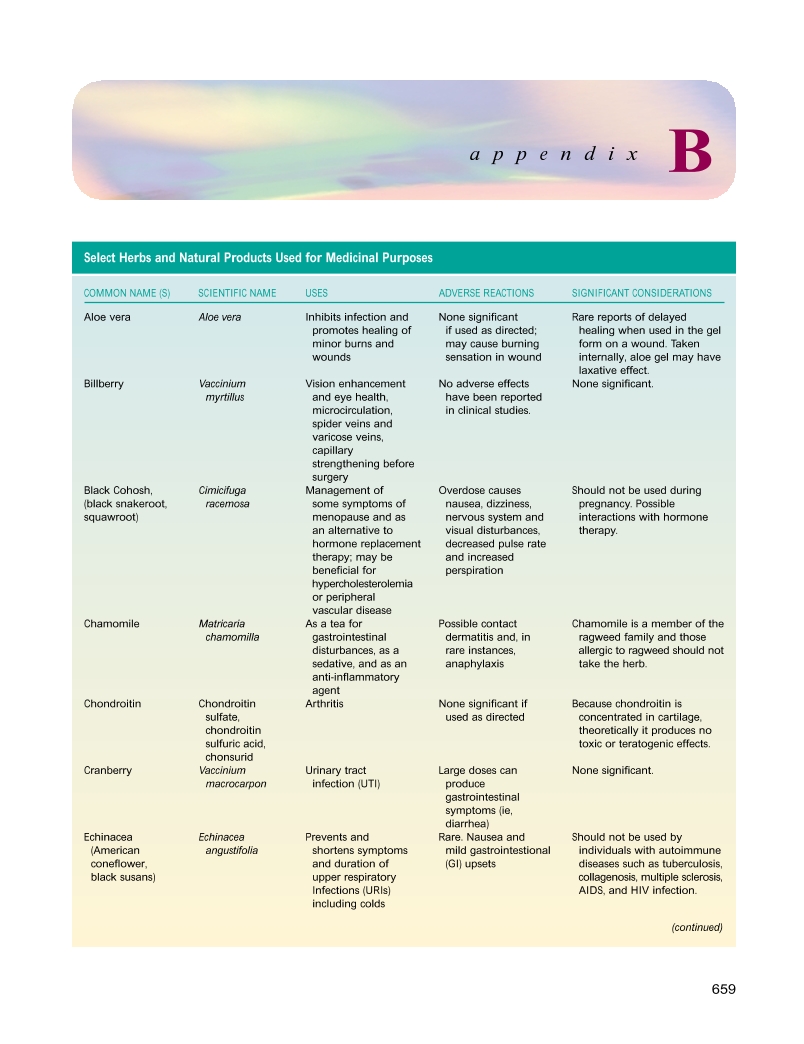 appendix B
Select Herbs and Natural Products Used for Medicinal Purposes
COMMON NAME (S) SCIENTIFIC NAME USES ADVERSE REACTIONS SIGNIFICANT CONSIDERATIONS
Aloe vera Aloe vera Inhibits infection and None significant Rare reports of delayed
promotes healing of if used as directed; healing when used in the gel
minor burns and may cause burning form on a wound. Taken
wounds sensation in wound internally, aloe gel may have
laxative effect.
Billberry Vaccinium Vision enhancement No adverse effects None significant.
myrtillus and eye health, have been reported
microcirculation, in clinical studies.
spider veins and
varicose veins,
capillary
strengthening before
surgery
Black Cohosh, Cimicifuga Management of Overdose causes Should not be used during
(black snakeroot, racemosa some symptoms of nausea, dizziness, pregnancy. Possible
squawroot) menopause and as nervous system and interactions with hormone
an alternative to visual disturbances, therapy.
hormone replacement decreased pulse rate
therapy; may be and increased
beneficial for perspiration
hypercholesterolemia
or peripheral
vascular disease
Chamomile Matricaria As a tea for Possible contact Chamomile is a member of the
chamomilla gastrointestinal dermatitis and, in ragweed family and those
disturbances, as a rare instances, allergic to ragweed should not
sedative, and as an anaphylaxis take the herb.
anti-inflammatory
agent
Chondroitin Chondroitin Arthritis None significant if Because chondroitin is
sulfate, used as directed concentrated in cartilage,
chondroitin theoretically it produces no
sulfuric acid, toxic or teratogenic effects.
chonsurid
Cranberry Vaccinium Urinary tract Large doses can None significant.
macrocarpon infection (UTI) produce
gastrointestinal
symptoms (ie,
diarrhea)
Echinacea Echinacea Prevents and Rare. Nausea and Should not be used by
(American angustifolia shortens symptoms mild gastrointestional individuals with autoimmune
coneflower, and duration of (GI) upsets diseases such as tuberculosis,
black susans) upper respiratory collagenosis, multiple sclerosis,
Infections (URIs) AIDS, and HIV infection.
including colds
(continued)
659